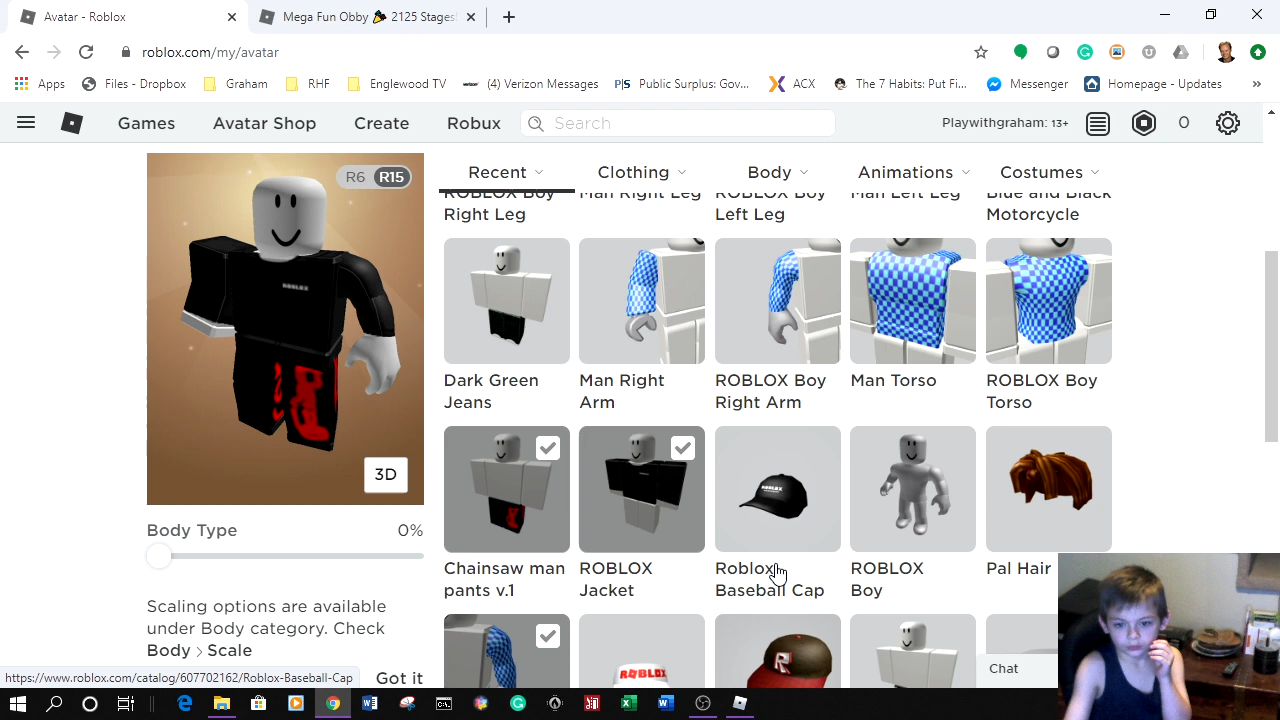 Avatar - Roblox
Mega Fun Obby 2125 Stages
roblox.com/my/avatar
Apps
Files - Dropbox
Graham
RHF
Englewood TV
(4) Verizon Messages
Public Surplus: Gov...
ACX
The 7 Habits: Put Fi...
Messenger
Homepage - Updates
Games
Avatar Shop
Create
Robux
Search
Playwithgraham: 13+
0
R6
R15
Recent
Clothing
Body
Animations
Costumes
ROBLOX Boy
Right Leg
Man Right Leg
ROBLOX Boy
Left Leg
Man Left Leg
Blue and Black
Motorcycle
ROBLOX
3D
Dark Green
Jeans
Man Right
Arm
ROBLOX Boy
Right Arm
Man Torso
ROBLOX Boy
Torso
Body Type
0%
Chainsaw man
pants v.1
ROBLOX
Jacket
ROBLOX
Roblox
Baseball Cap
ROBLOX
Boy
Pal Hair
Scaling options are available
under Body category. Check
Body > Scale
Got it
ROBLOX
R
Chat
https://www.roblox.com/catalog/607702162/Roblox-Baseball-Cap